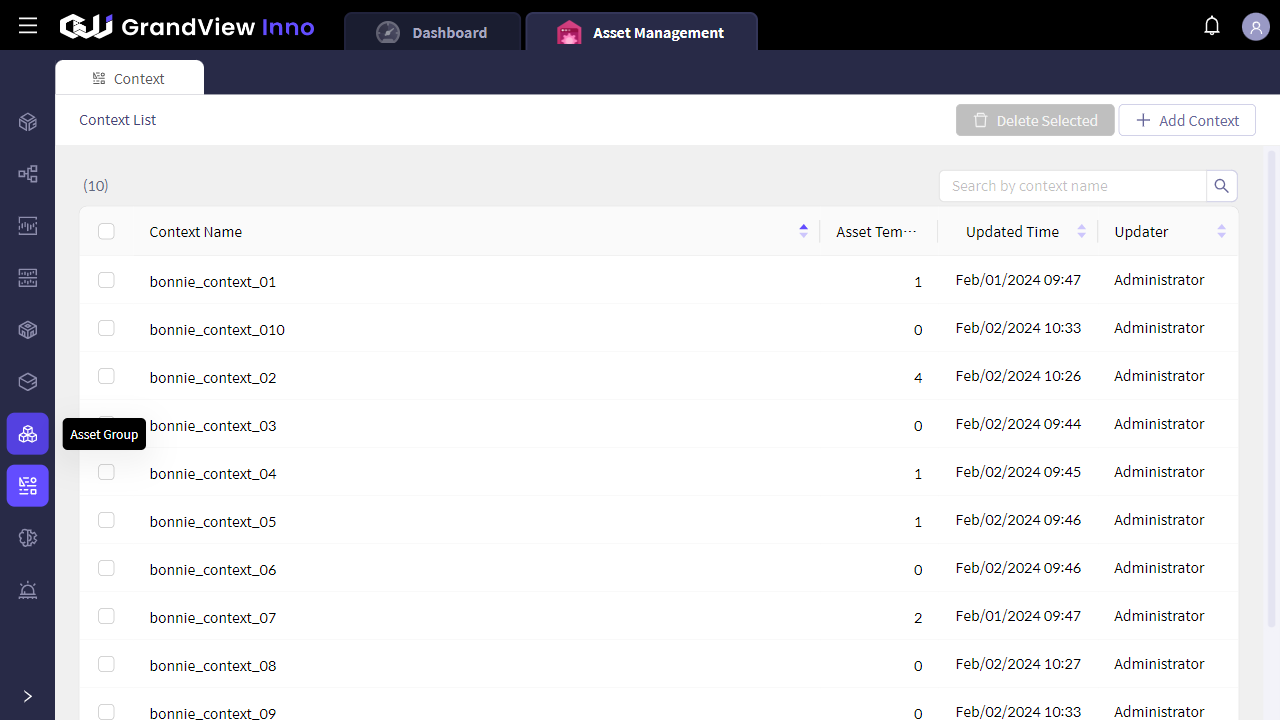 GrandView Inno
Dashboard
Asset Management
Context
Context List
Delete Selected
Add Context
(10)
Search by context name
Context Name
Asset Tem···
Updated Time
Updater
bonnie_context_01 1 Feb/01/2024 09:47 Administrator
bonnie_context_010 0 Feb/02/2024 10:33 Administrator
bonnie_context_02 4 Feb/02/2024 10:26 Administrator
bonnie_context_03 0 Feb/02/2024 09:44 Administrator
Asset Group
bonnie_context_04 1 Feb/02/2024 09:45 Administrator
bonnie_context_05 1 Feb/02/2024 09:46 Administrator
bonnie_context_06 0 Feb/02/2024 09:46 Administrator
bonnie_context_07 2 Feb/01/2024 09:47 Administrator
bonnie_context_08 0 Feb/02/2024 10:27 Administrator
bonnie_context_09 0 Feb/02/2024 10:33 Administrator